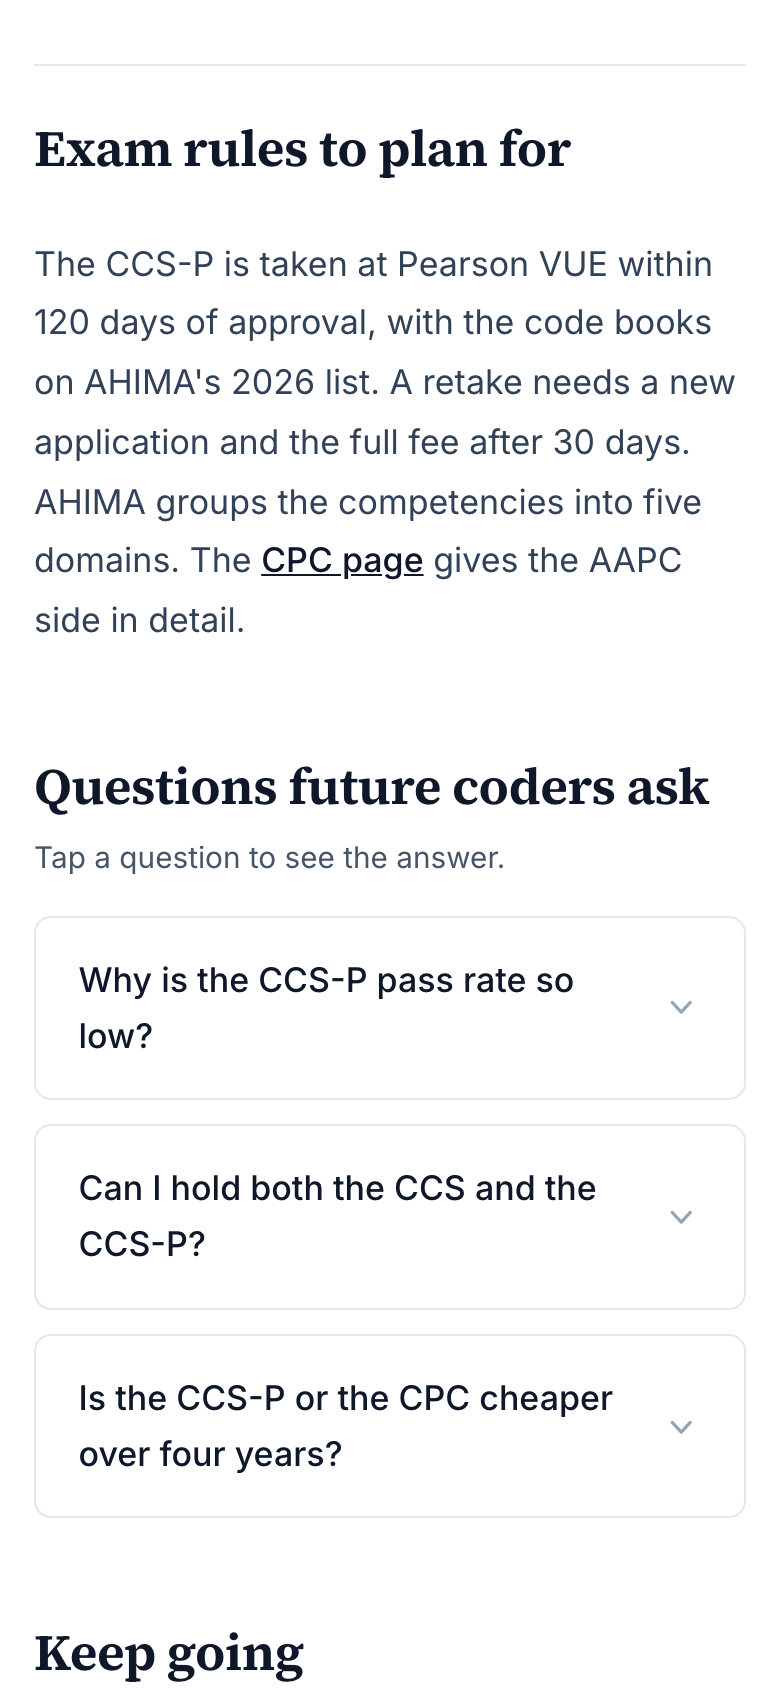 Exam rules to plan for
The CCS-P is taken at Pearson VUE within
120 days of approval, with the code books
on AHIMA's 2026 list. A retake needs a new
application and the full fee after 30 days.
AHIMA groups the competencies into five
domains. The CPC page gives the AAPC
side in detail.
Questions future coders ask
Tap a question to see the answer.
Why is the CCS-P pass rate so
low?
Can I hold both the CCS and the
CCS-P?
Is the CCS-P or the CPC cheaper
over four years?
Keep going